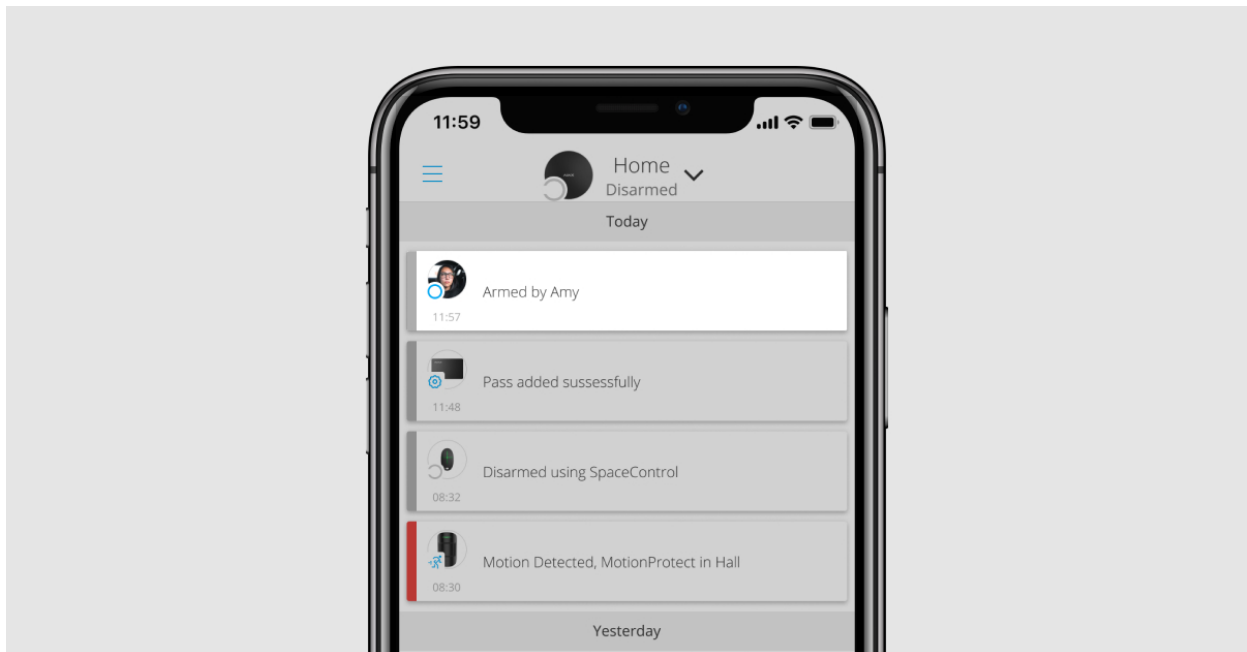 11:59
Home
Disarmed
Today
Armed by Amy
11:57
Pass added sussessfully
11:48
Disarmed using SpaceControl
08:32
Motion Detected, MotionProtect in Hall
08:30
Yesterday